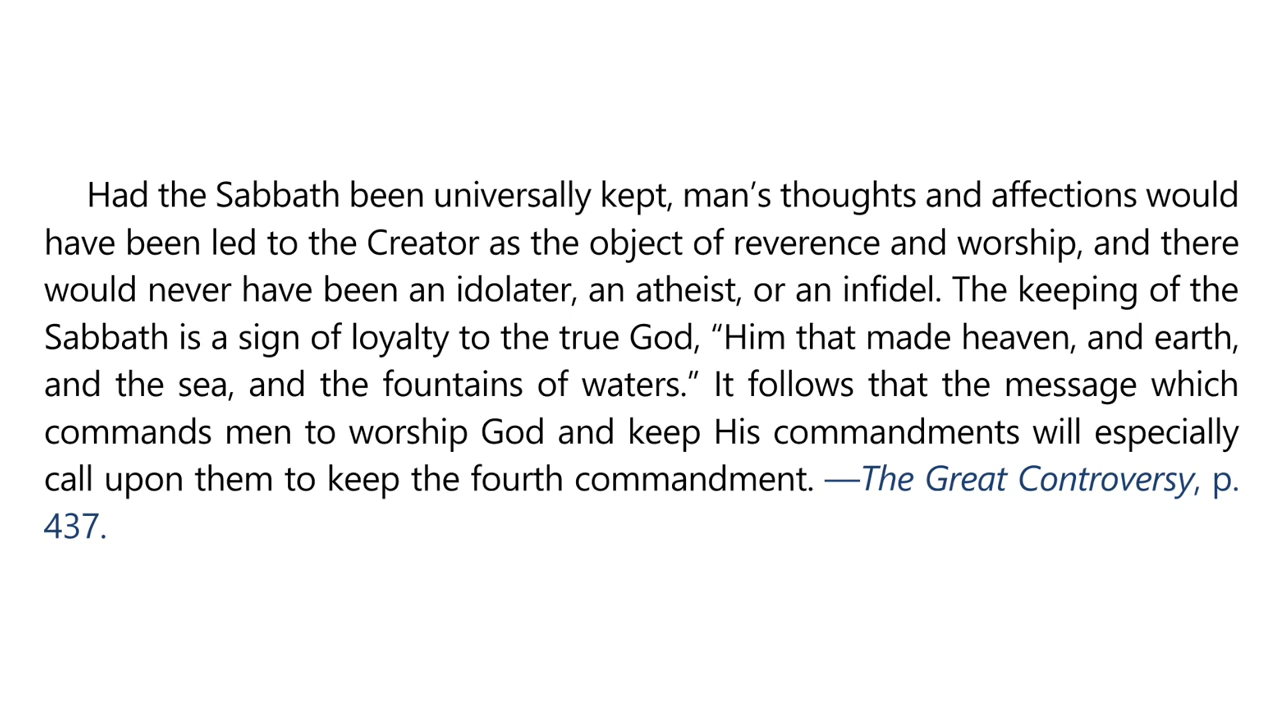 Had the Sabbath been universally kept, man’s thoughts and affections would
have been led to the Creator as the object of reverence and worship, and there
would never have been an idolater, an atheist, or an infidel. The keeping of the
Sabbath is a sign of loyalty to the true God, “Him that made heaven, and earth,
and the sea, and the fountains of waters.” It follows that the message which
commands men to worship God and keep His commandments will especially
call upon them to keep the fourth commandment. —The Great Controversy, p.
437.